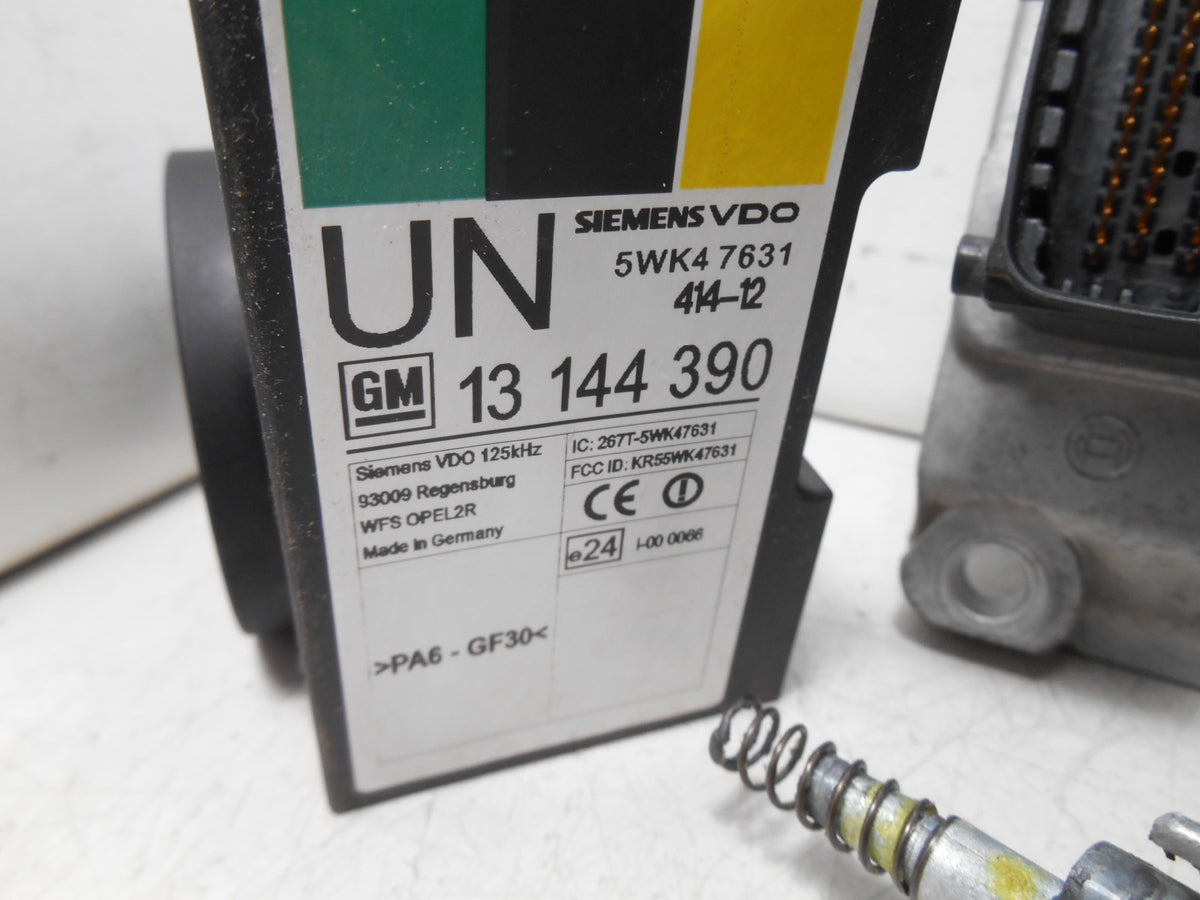 UN
SIEMENS VDO
5WK4 7631
414-12
GM 13 144 390
Siemens VDO 125kHz
93009 Regensburg
WFS OPEL2R
Made in Germany
IC: 267T-5WK47631
FCC ID: KR55WK47631
CE
e24 I-00 0066
>PA6 - GF30<